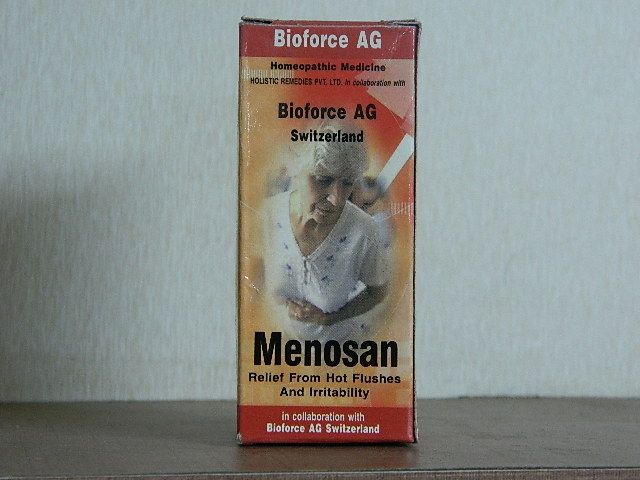 Bioforce AG
Homeopathic Medicine
HOLISTIC REMEDIES PVT. LTD. In collaboration with
Bioforce AG
Switzerland
Menosan
Relief From Hot Flushes
And Irritability
in collaboration with
Bioforce AG Switzerland